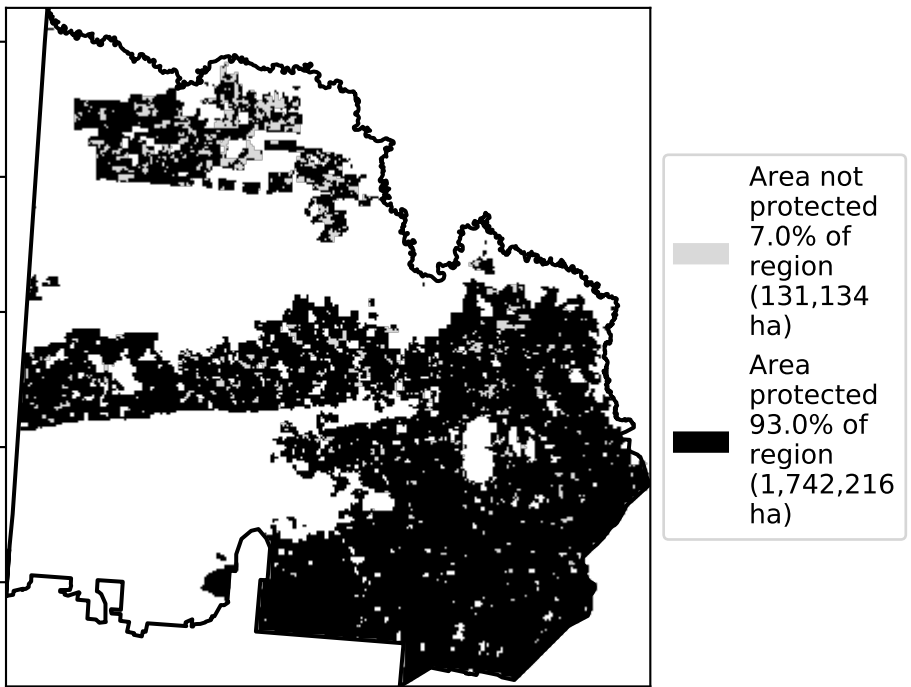 Area not
protected
7.0% of
region
(131,134
ha)
Area
protected
93.0% of
region
(1,742,216
ha)